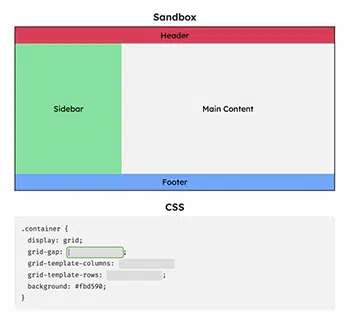 Sandbox
Header
Sidebar
Main Content
Footer
CSS
.container {
display: grid;
grid-gap: ;
grid-template-columns:
grid-template-rows: ;
background: #fbd590;
}